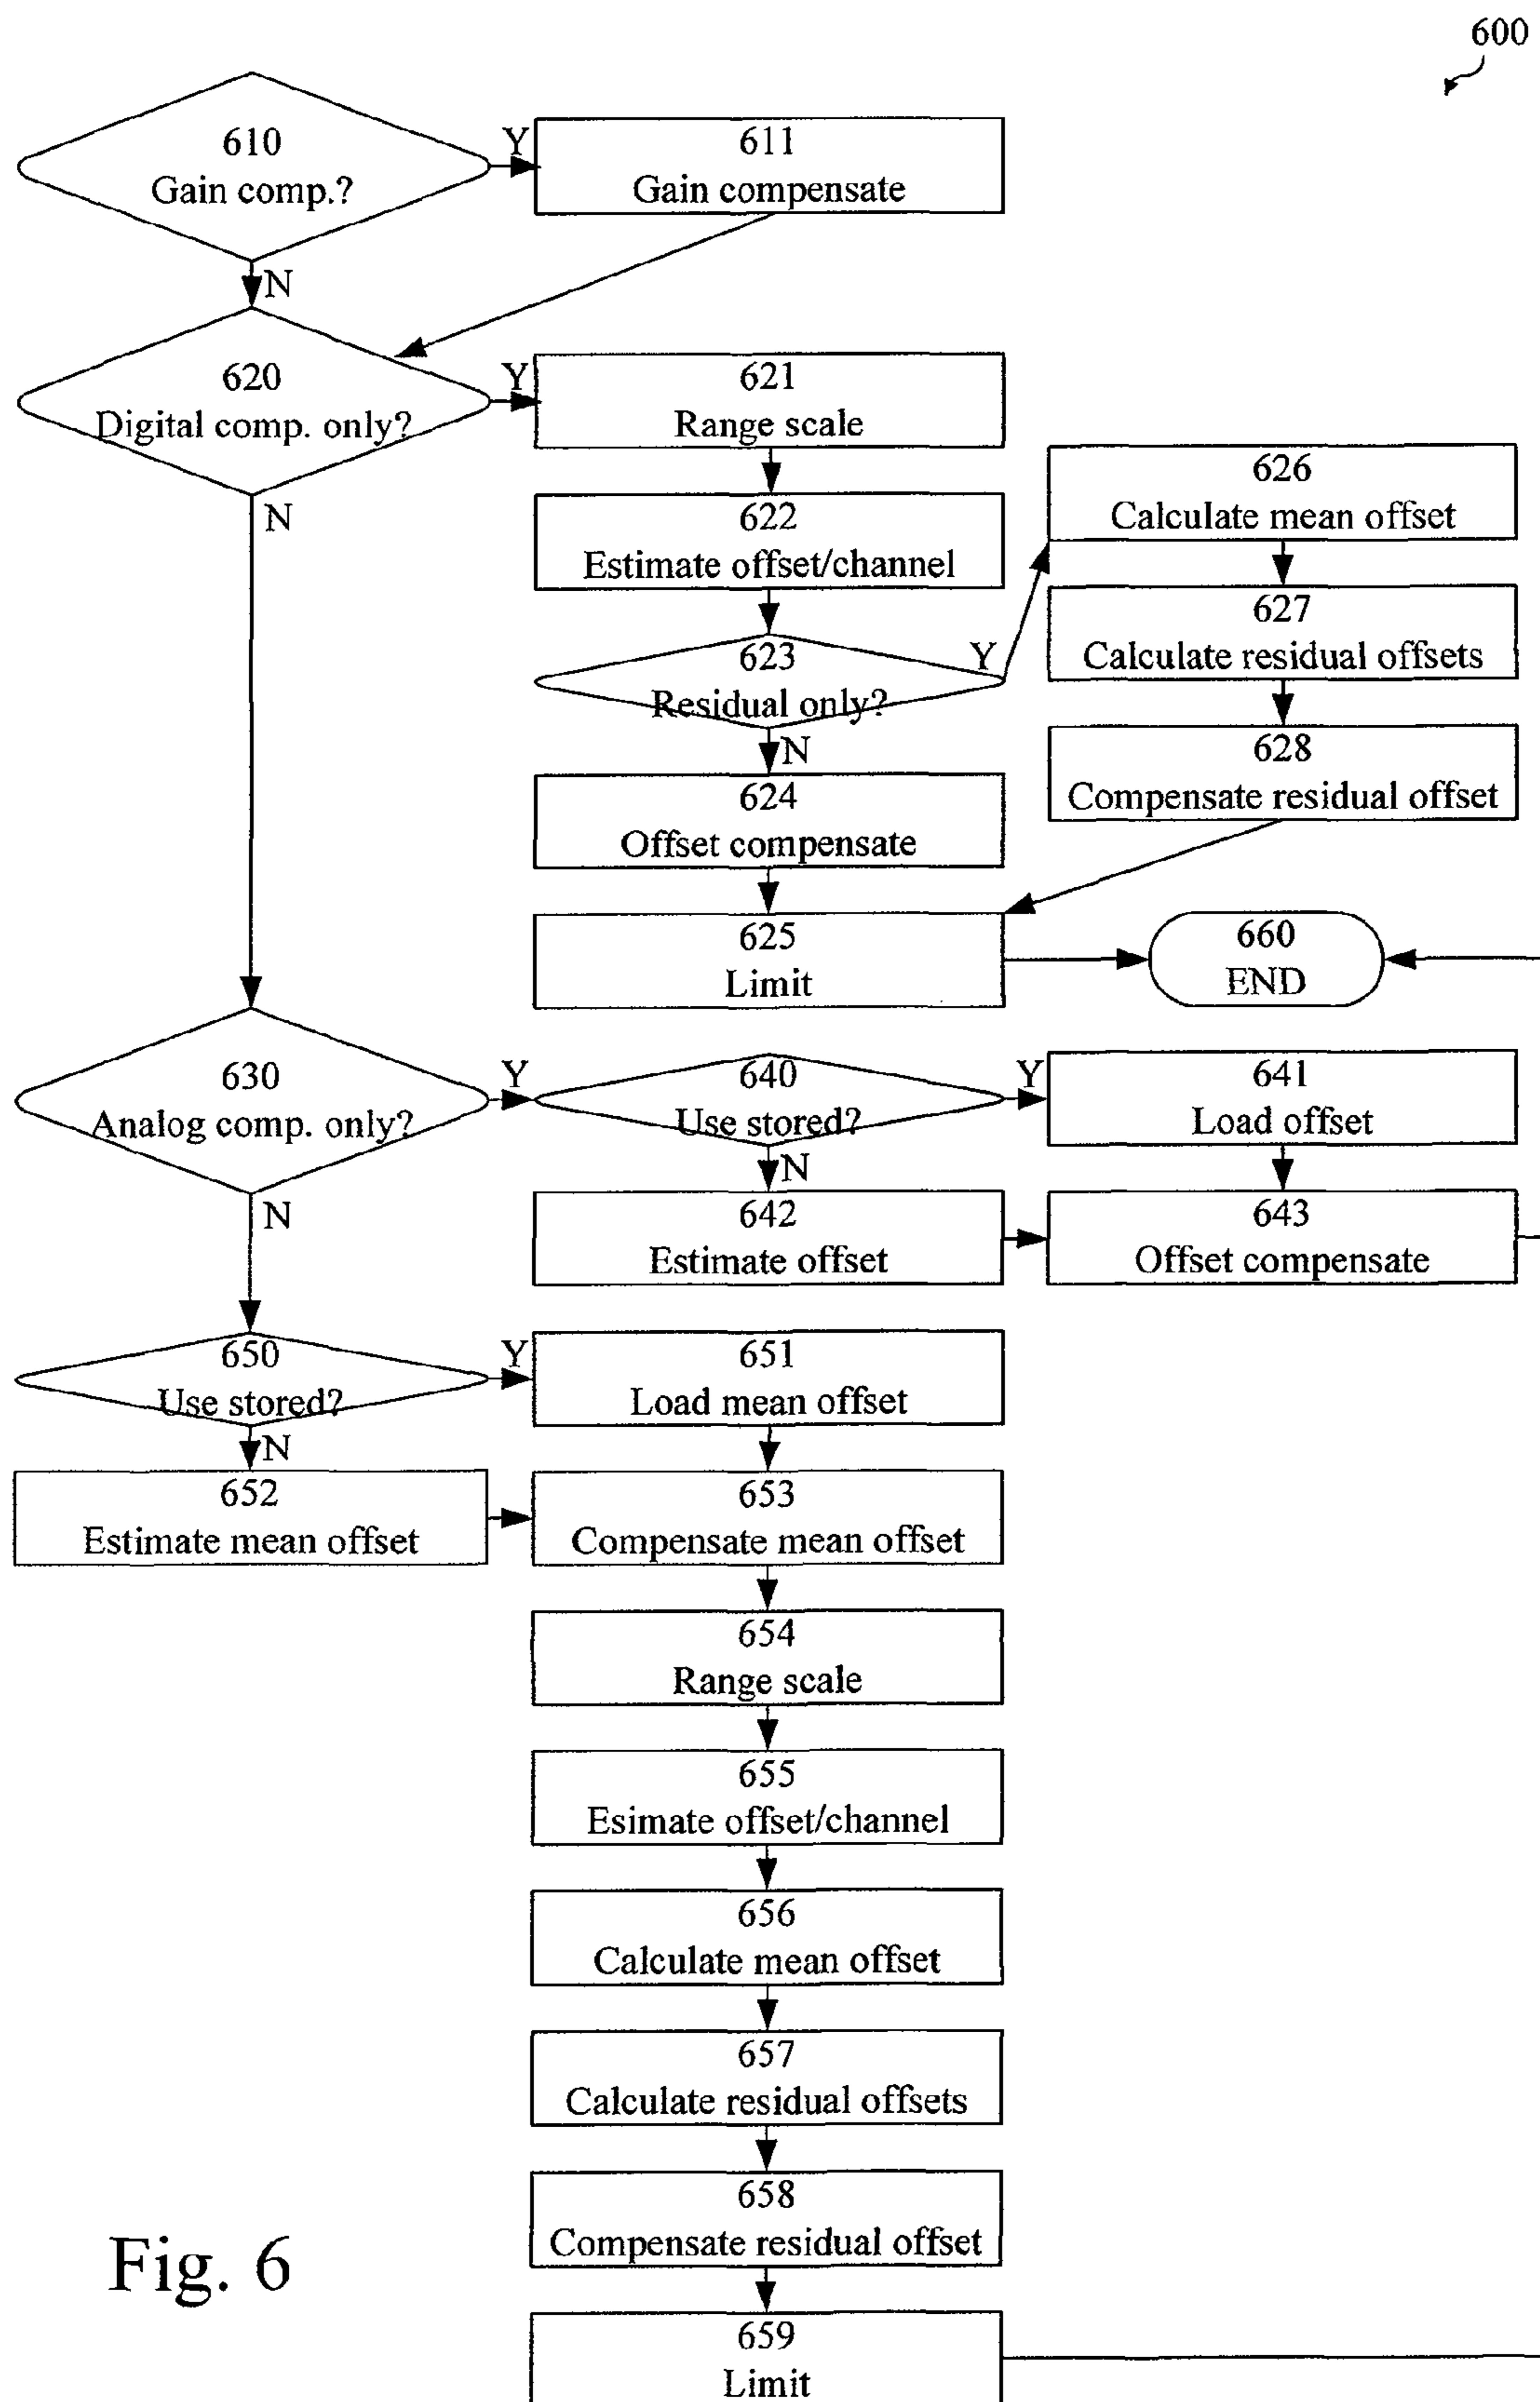 600
610
Gain comp.?
Y
611
Gain compensate
N
620
Digital comp. only?
Y
621
Range scale
N
622
Estimate offset/channel
623
Residual only?
Y
626
Calculate mean offset
627
Calculate residual offsets
628
Compensate residual offset
N
624
Offset compensate
625
Limit
660
END
630
Analog comp. only?
Y
640
Use stored?
Y
641
Load offset
N
642
Estimate offset
643
Offset compensate
N
650
Use stored?
Y
651
Load mean offset
N
652
Estimate mean offset
653
Compensate mean offset
654
Range scale
655
Esimate offset/channel
656
Calculate mean offset
657
Calculate residual offsets
658
Compensate residual offset
659
Limit
Fig. 6